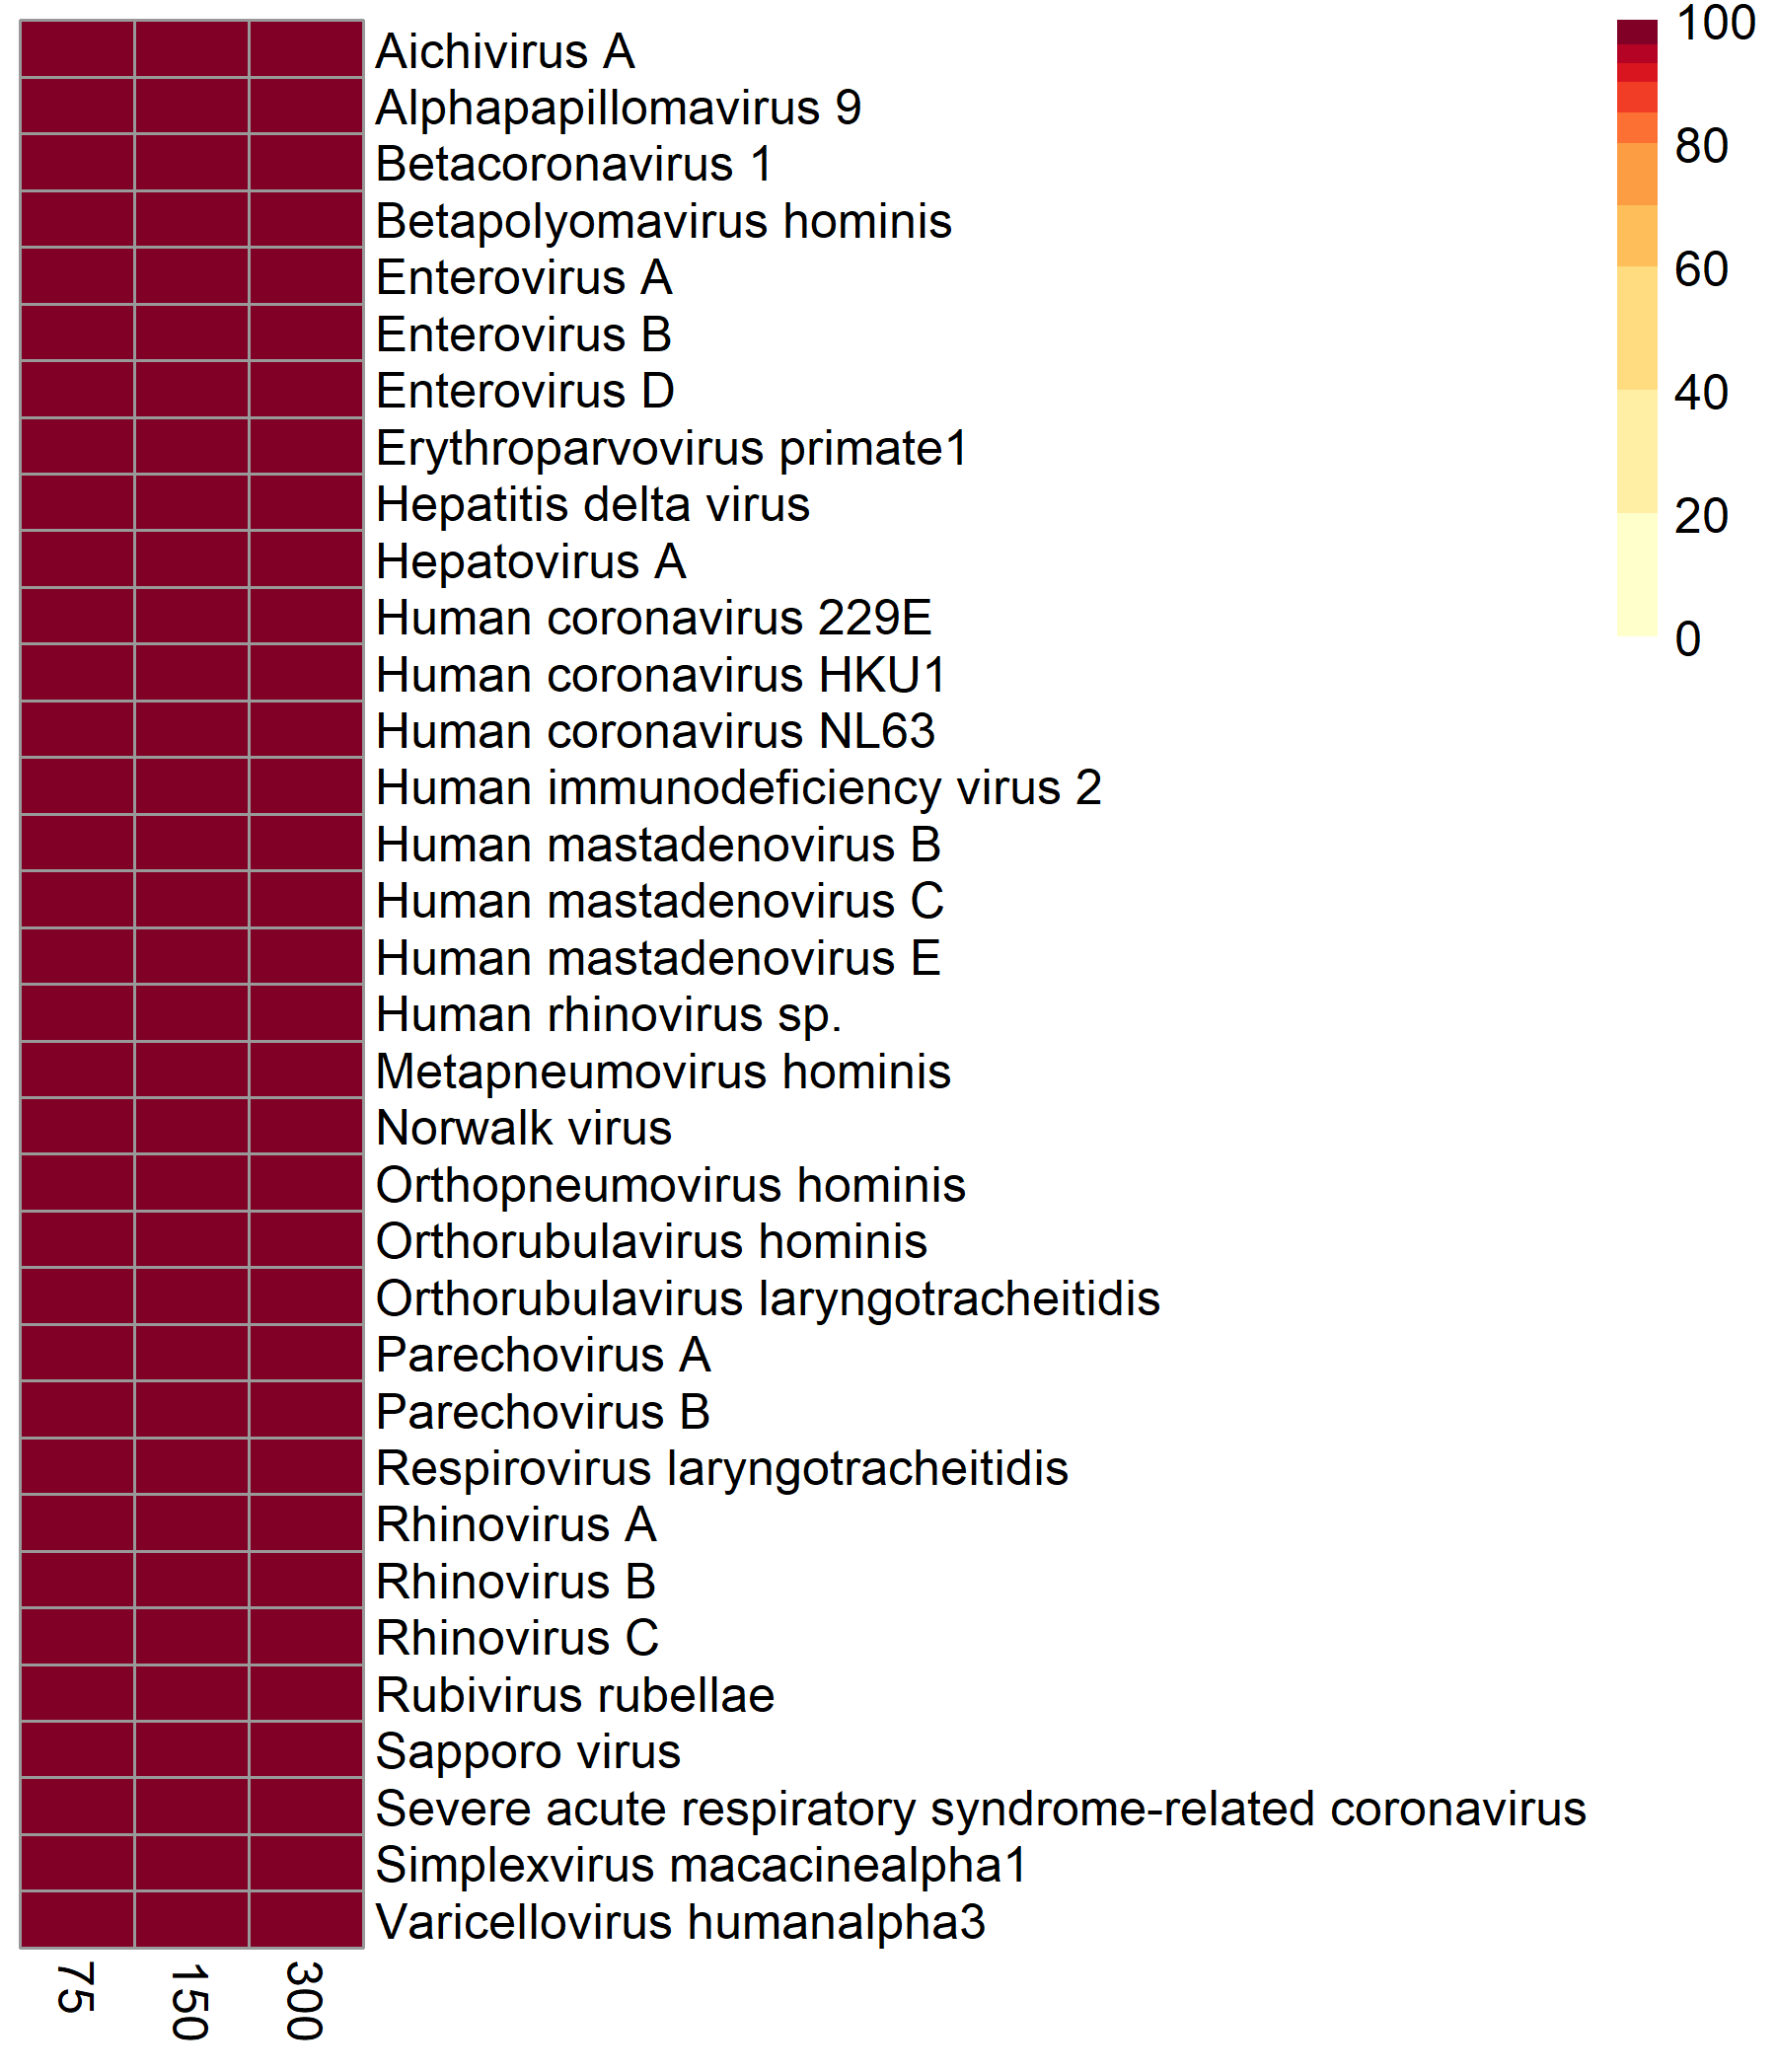 Aichivirus A
Alphapapillomavirus 9
Betacoronavirus 1
Betapolyomavirus hominis
Enterovirus A
Enterovirus B
Enterovirus D
Erythroparvovirus primate1
Hepatitis delta virus
Hepatovirus A
Human coronavirus 229E
Human coronavirus HKU1
Human coronavirus NL63
Human immunodeficiency virus 2
Human mastadenovirus B
Human mastadenovirus C
Human mastadenovirus E
Human rhinovirus sp.
Metapneumovirus hominis
Norwalk virus
Orthopneumovirus hominis
Orthorubulavirus hominis
Orthorubulavirus laryngotracheitidis
Parechovirus A
Parechovirus B
Respirovirus laryngotracheitidis
Rhinovirus A
Rhinovirus B
Rhinovirus C
Rubivirus rubellae
Sapporo virus
Severe acute respiratory syndrome-related coronavirus
Simplexvirus macacinealpha1
Varicellovirus humanalpha3
75
150
300
100
80
60
40
20
0